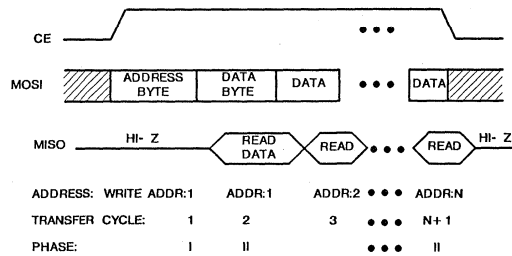 CE
MOSI ADDRESS BYTE DATA BYTE DATA DATA
MISO HI- Z READ DATA READ READ HI- Z
ADDRESS: WRITE ADDR:1 ADDR:1 ADDR:2 ADDR:N
TRANSFER CYCLE: 1 2 3 N+1
PHASE: I II II